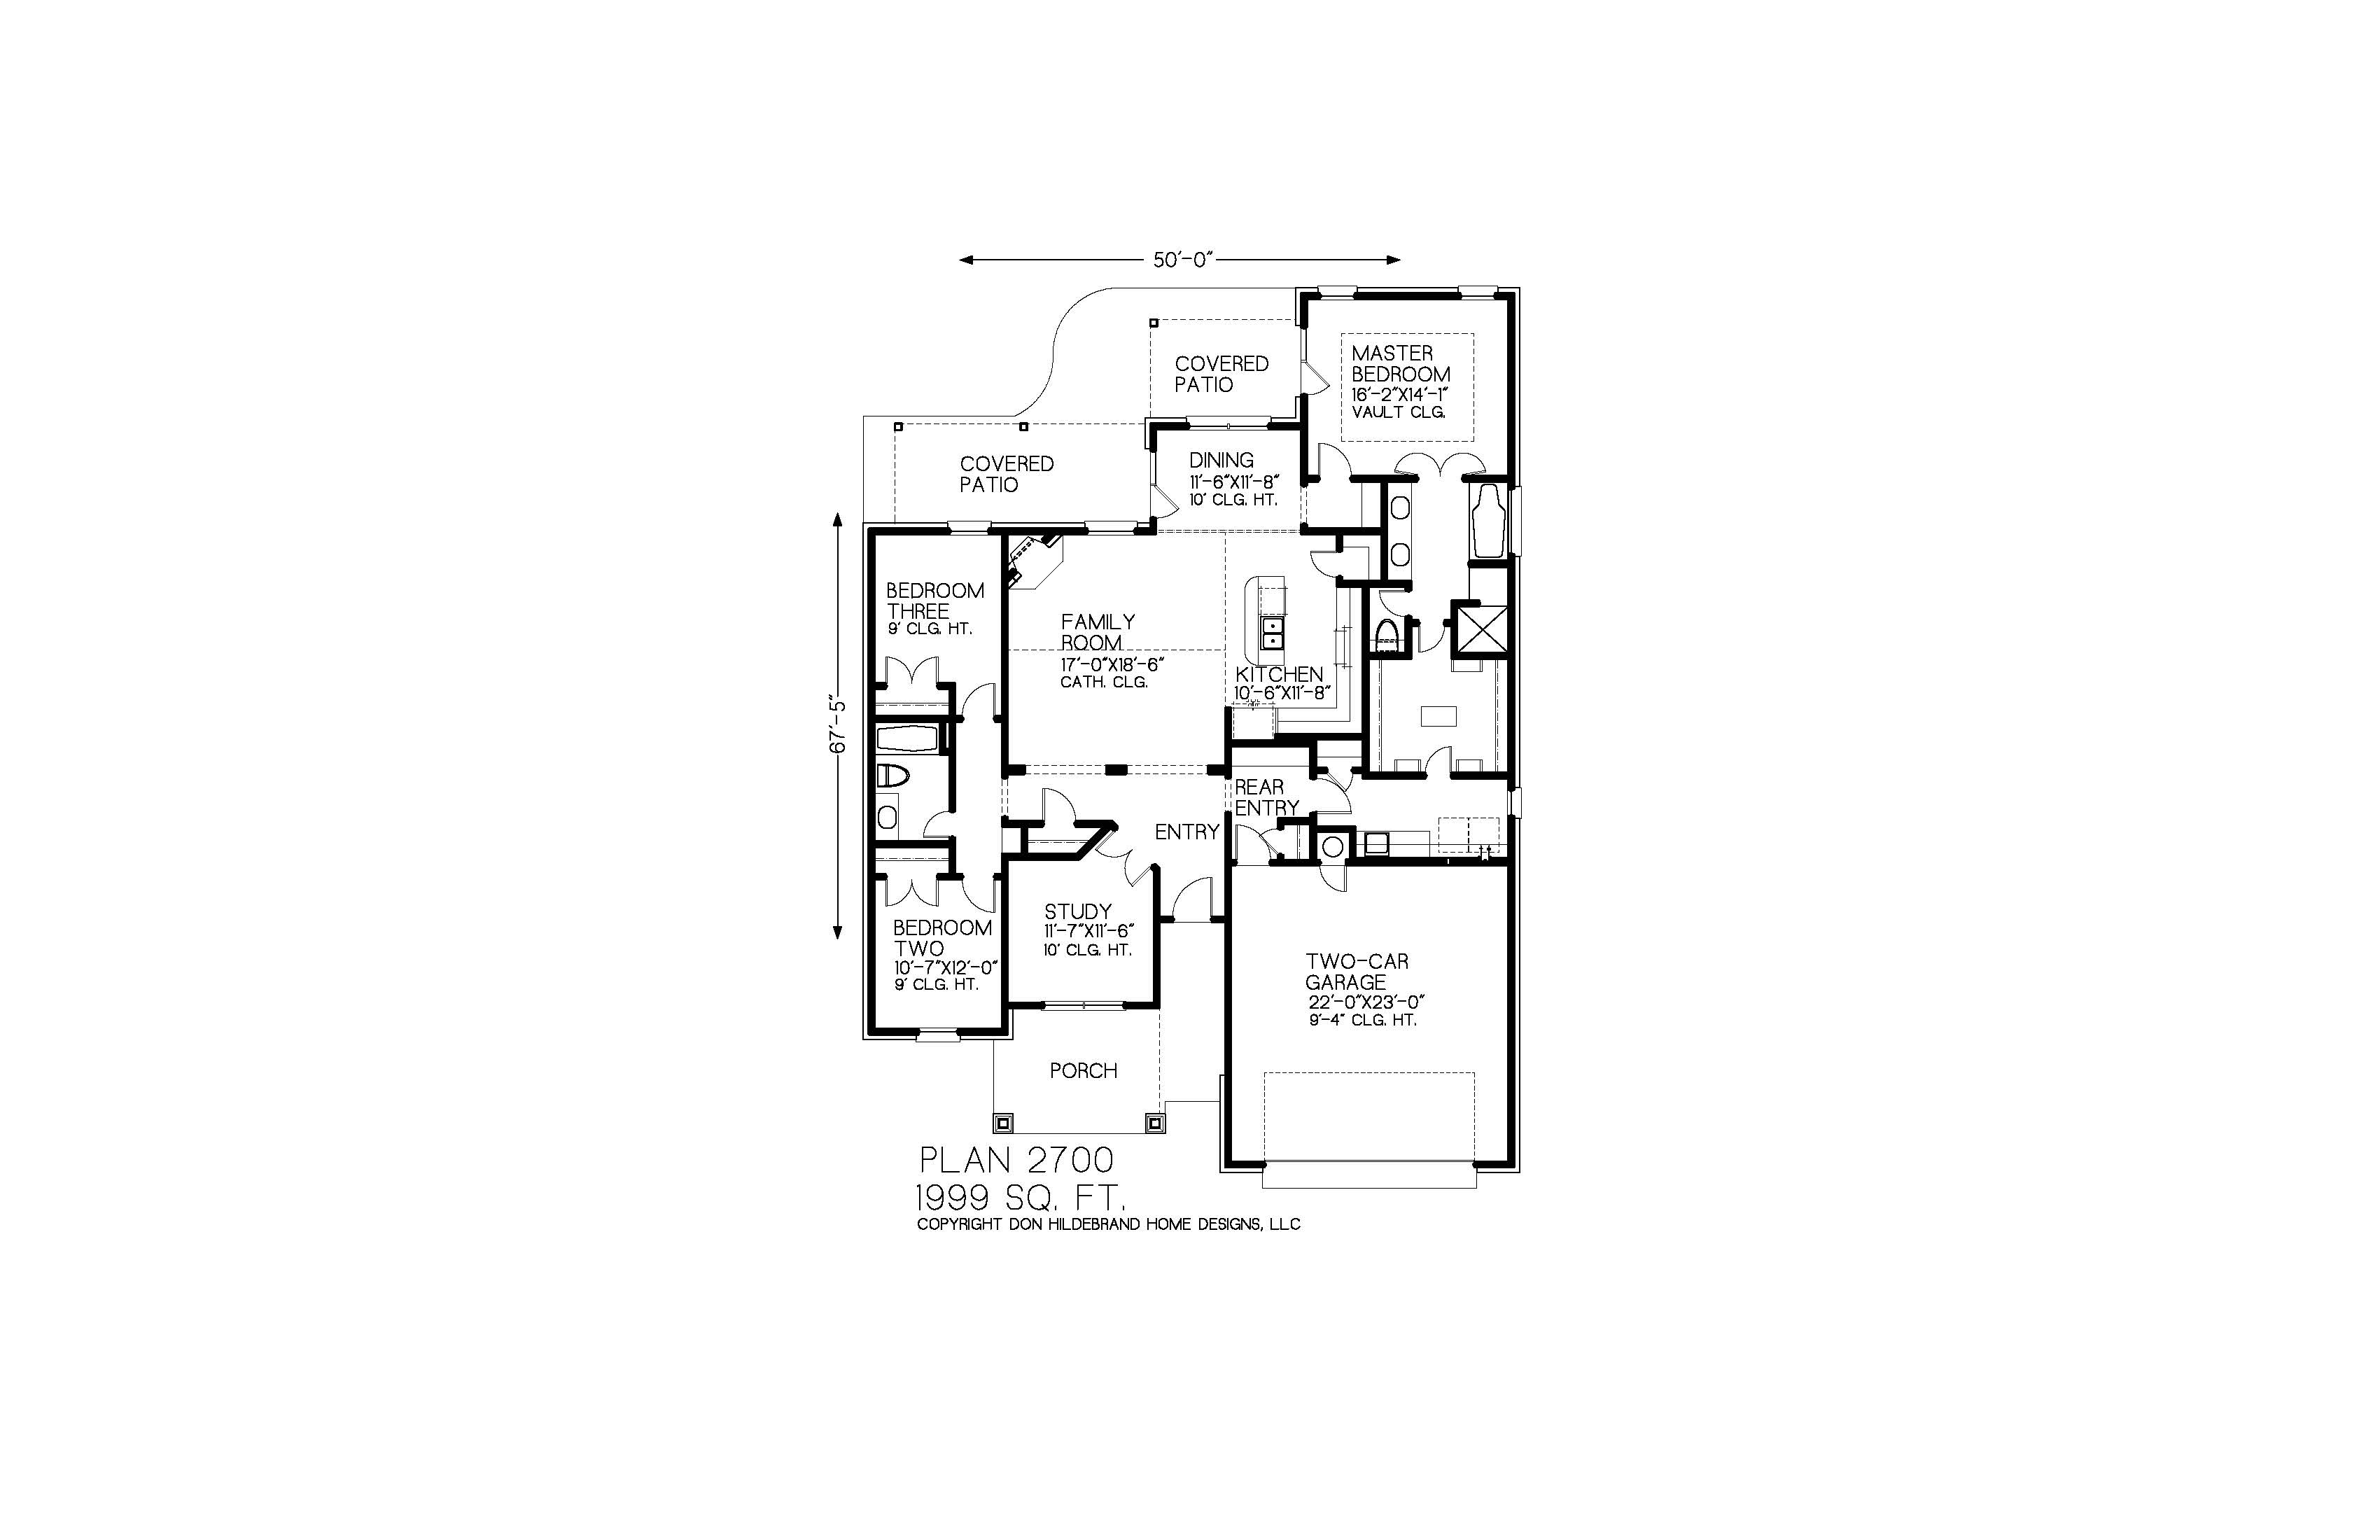 50'-0"
MASTER
BEDROOM
16'-2"X14'-1"
VAULT CLG.
COVERED
PATIO
COVERED
PATIO
DINING
11'-6"X11'-8"
10' CLG. HT.
BEDROOM
THREE
9' CLG. HT.
FAMILY
ROOM
17'-0"X18'-6"
CATH. CLG.
KITCHEN
10'-6"X11'-8"
67'-5"
REAR
ENTRY
ENTRY
STUDY
11'-7"X11'-6"
10' CLG. HT.
BEDROOM
TWO
10'-7"X12'-0"
9' CLG. HT.
TWO-CAR
GARAGE
22'-0"X23'-0"
9'-4" CLG. HT.
PORCH
PLAN 2700
1999 SQ. FT.
COPYRIGHT DON HILDEBRAND HOME DESIGNS, LLC